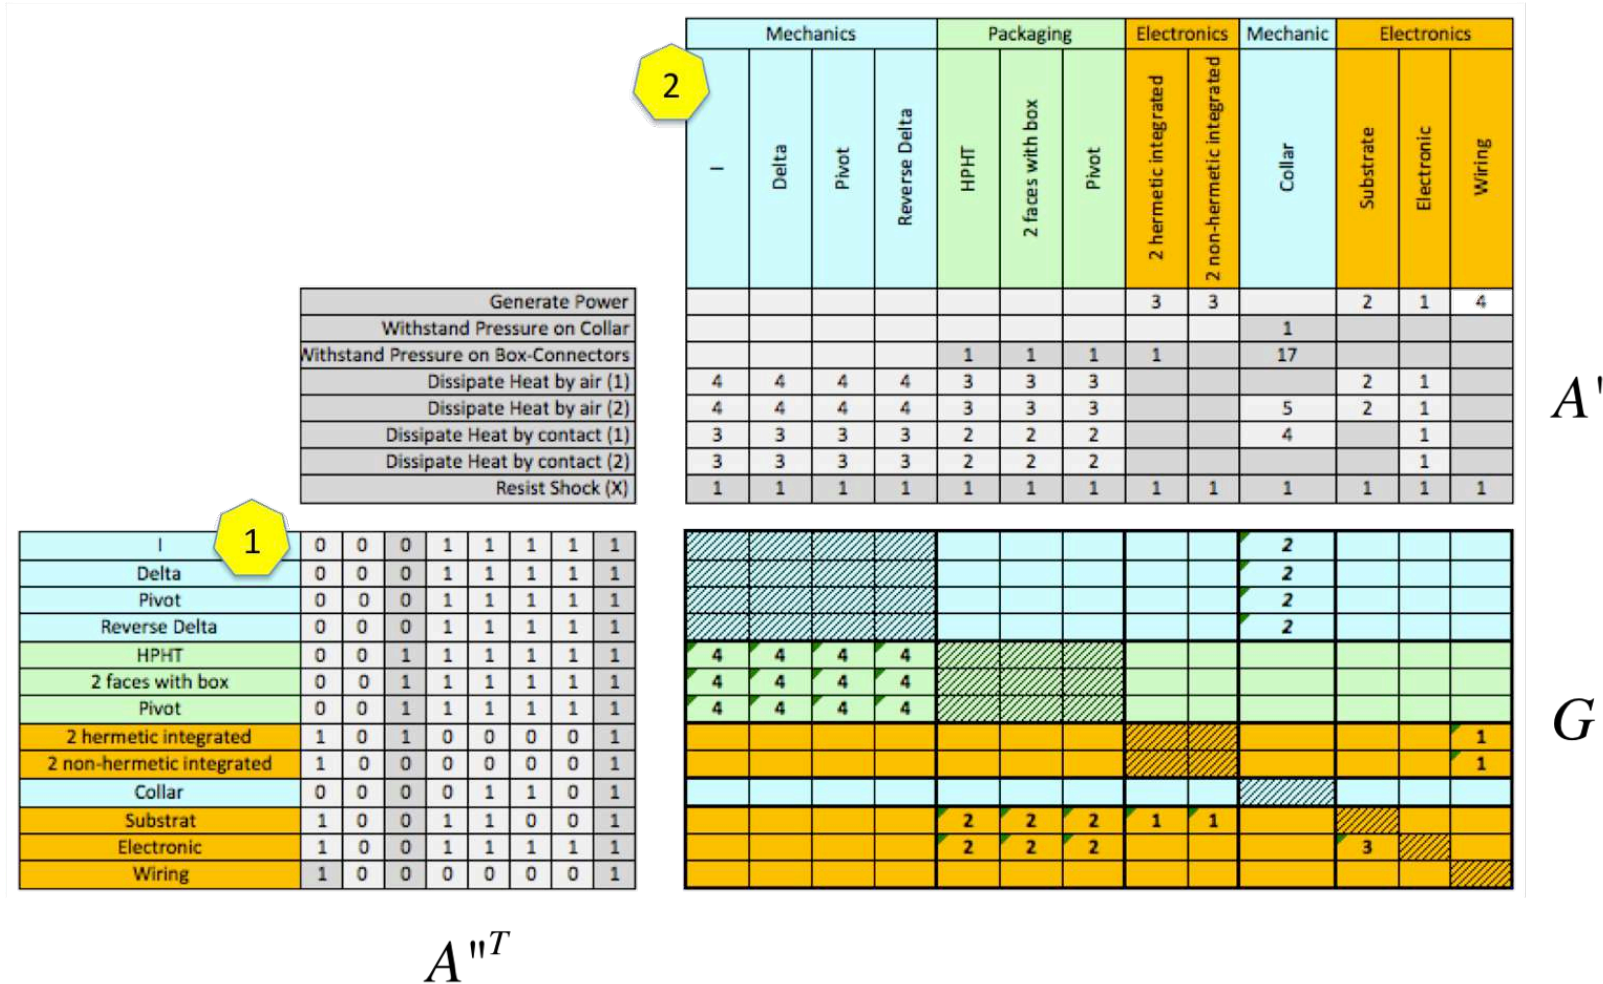 Mechanics Packaging Electronics Mechanic Electronics
2
I Delta Pivot Reverse Delta HPHT 2 faces with box Pivot 2 hermetic integrated 2 non-hermetic integrated Collar Substrate Electronic Wiring
Generate Power 3 3 2 1 4
Withstand Pressure on Collar 1
Withstand Pressure on Box-Connectors 1 1 1 1 17
Dissipate Heat by air (1) 4 4 4 4 3 3 3 2 1
Dissipate Heat by air (2) 4 4 4 4 3 3 3 5 2 1
Dissipate Heat by contact (1) 3 3 3 3 2 2 2 4 1
Dissipate Heat by contact (2) 3 3 3 3 2 2 2 1
Resist Shock (X) 1 1 1 1 1 1 1 1 1 1 1 1 1
A'
1
I 0 0 0 1 1 1 1 1 2
Delta 0 0 0 1 1 1 1 1 2
Pivot 0 0 0 1 1 1 1 1 2
Reverse Delta 0 0 0 1 1 1 1 1 2
HPHT 0 0 1 1 1 1 1 1 4 4 4 4
2 faces with box 0 0 1 1 1 1 1 1 4 4 4 4
Pivot 0 0 1 1 1 1 1 1 4 4 4 4
2 hermetic integrated 1 0 1 0 0 0 0 1 1
2 non-hermetic integrated 1 0 0 0 0 0 0 1 1
Collar 0 0 0 0 1 1 0 1
Substrat 1 0 0 1 1 0 0 1 2 2 2 1 1
Electronic 1 0 0 1 1 1 1 1 2 2 2 3
Wiring 1 0 0 0 0 0 0 1
G
A''T